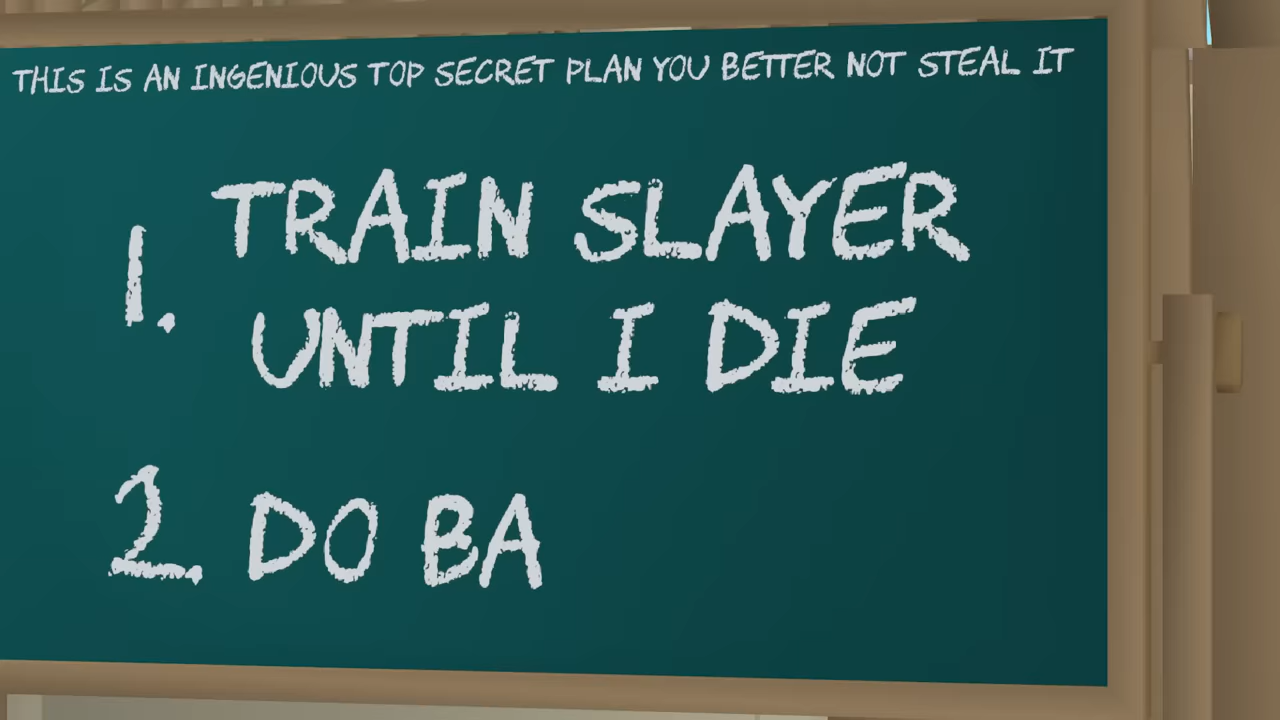 THIS IS AN INGENIOUS TOP SECRET PLAN YOU BETTER NOT STEAL IT
1. TRAIN SLAYER
UNTIL I DIE
2. DO BA